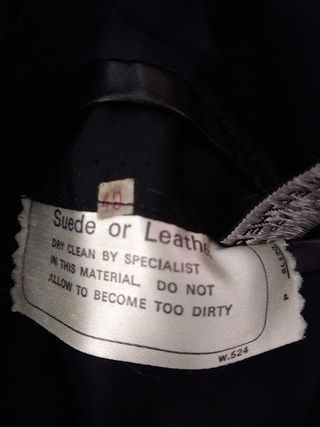 40
Suede or Leathe
DRY CLEAN BY SPECIALIST
IN THIS MATERIAL. DO NOT
ALLOW TO BECOME TOO DIRTY
W.524
P